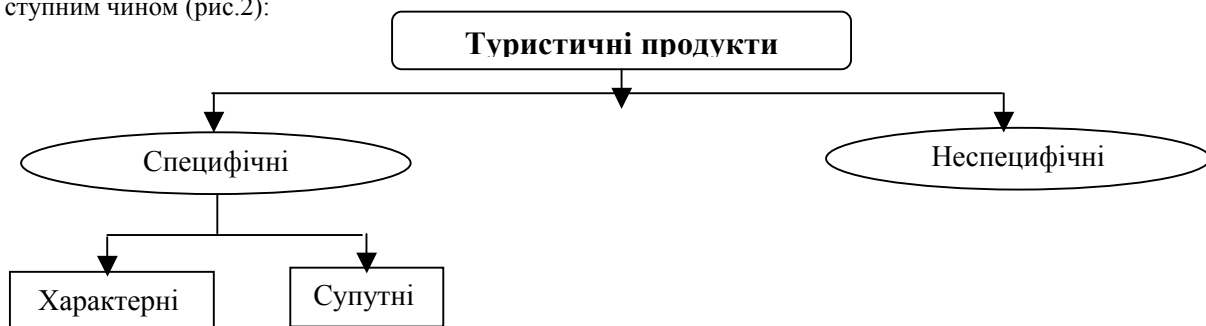 ступним чином (рис.2):
Туристичні продукти
Специфічні
Неспецифічні
Характерні
Супутні